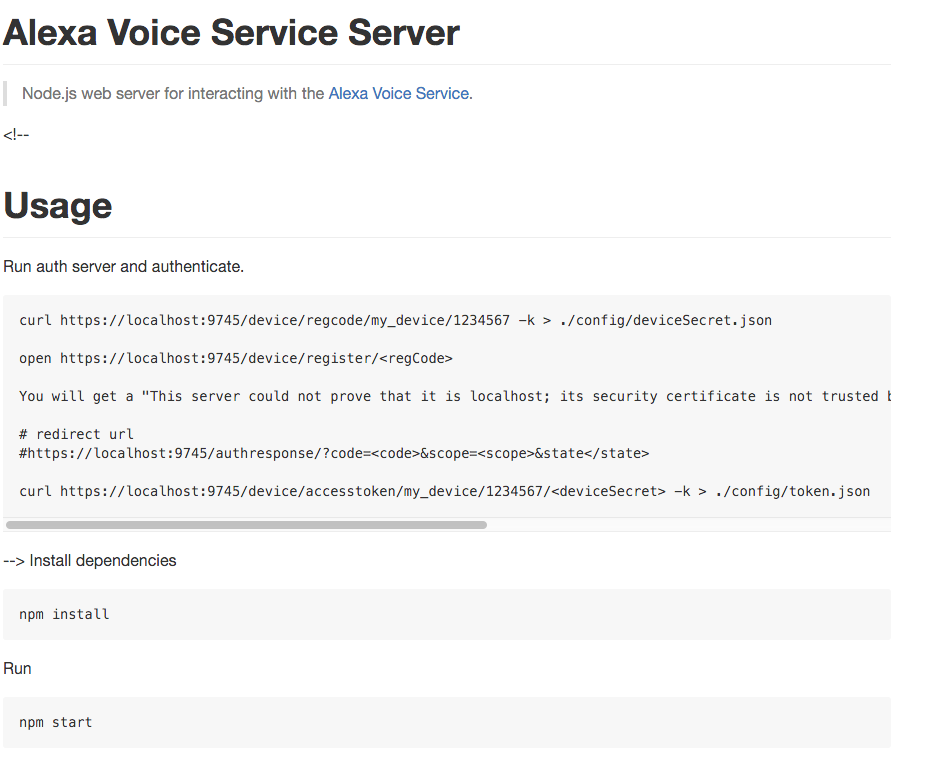 Alexa Voice Service Server
Node.js web server for interacting with the Alexa Voice Service.
<!--
Usage
Run auth server and authenticate.
curl https://localhost:9745/device/regcode/my_device/1234567 -k > ./config/deviceSecret.json
open https://localhost:9745/device/register/<regCode>
You will get a "This server could not prove that it is localhost; its security certificate is not trusted
# redirect url
#https://localhost:9745/authresponse/?code=<code>&scope=<scope>&state</state>
curl https://localhost:9745/device/accesstoken/my_device/1234567/<deviceSecret> -k > ./config/token.json
--> Install dependencies
npm install
Run
npm start